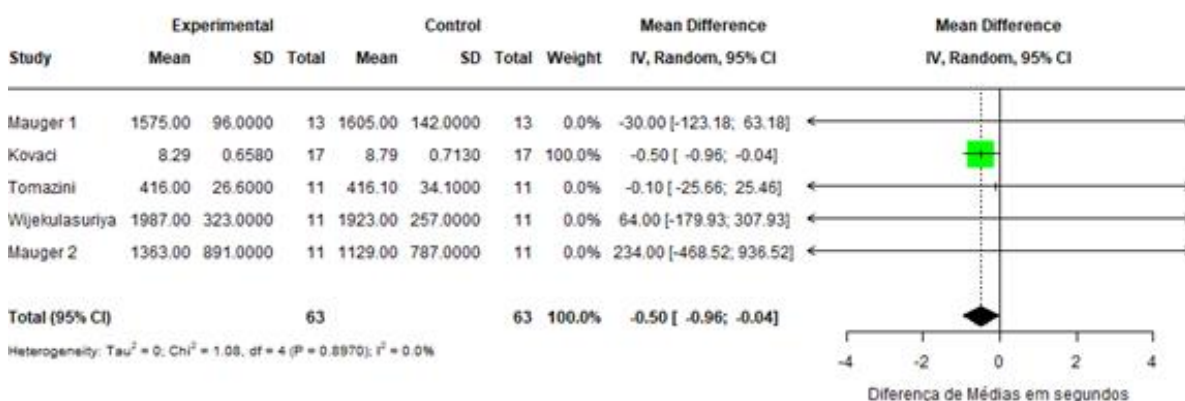 Experimental Control Mean Difference Mean Difference
Study Mean SD Total Mean SD Total Weight IV, Random, 95% CI IV, Random, 95% CI
Mauger 1 1575.00 96.0000 13 1605.00 142.0000 13 0.0% -30.00 [-123.18; 63.18]
Kovaci 8.29 0.6580 17 8.79 0.7130 17 100.0% -0.50 [ -0.96; -0.04]
Tomazini 416.00 26.6000 11 416.10 34.1000 11 0.0% -0.10 [-25.66; 25.46]
Wijekulasuriya 1987.00 323.0000 11 1923.00 257.0000 11 0.0% 64.00 [-179.93; 307.93]
Mauger 2 1363.00 891.0000 11 1129.00 787.0000 11 0.0% 234.00 [-468.52; 936.52]
Total (95% CI) 63 63 100.0% -0.50 [ -0.96; -0.04]
Heterogeneity: Tau² = 0; Chi² = 1.08, df = 4 (P = 0.8970); I² = 0.0%
-4 -2 0 2 4
Diferença de Médias em segundos